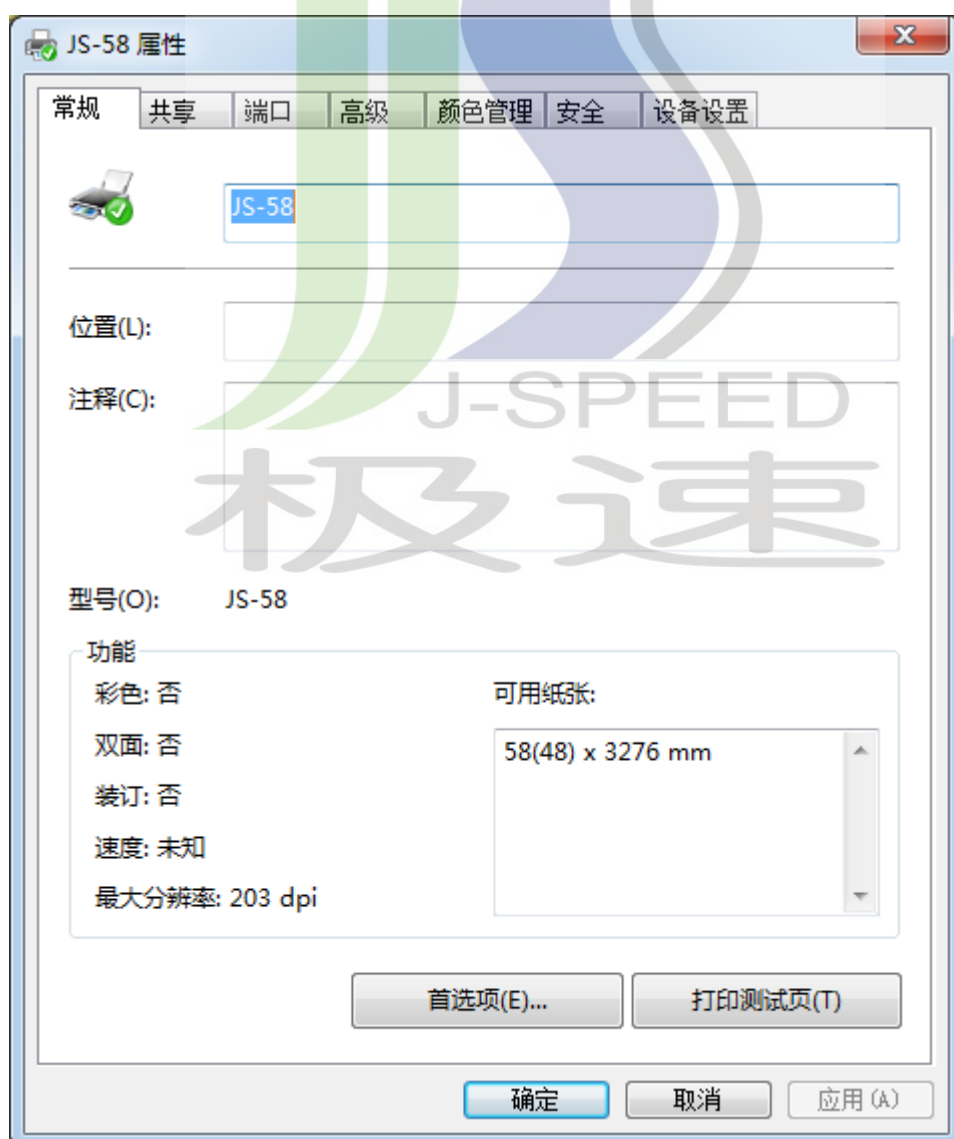 JS-58 属性
常规 共享 端口 高级 颜色管理 安全 设备设置
JS-58
位置(L):
注释(C):
J-SPEED
极速
型号(O): JS-58
功能
彩色: 否
可用纸张:
双面: 否
58(48) x 3276 mm
装订: 否
速度: 未知
最大分辨率: 203 dpi
首选项(E)... 打印测试页(T)
确定 取消 应用(A)